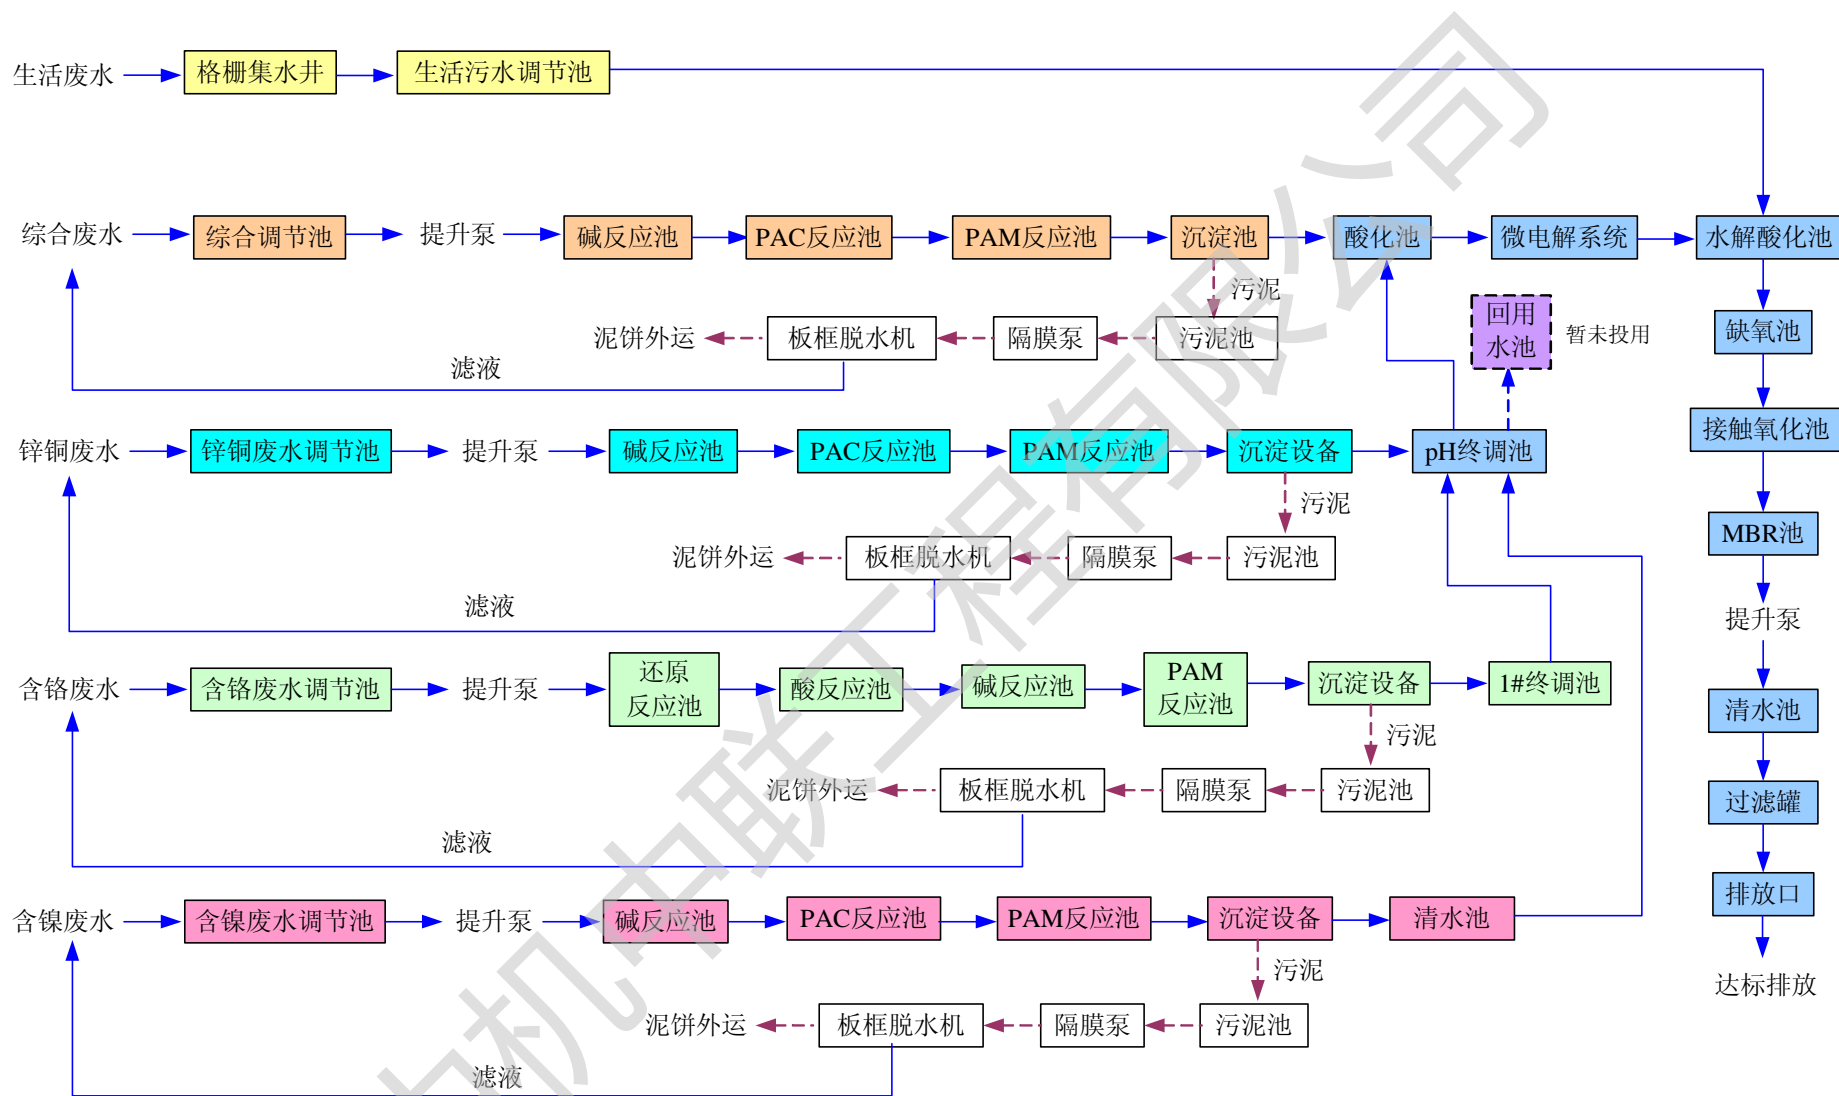 生活废水
格栅集水井
生活污水调节池
综合废水
综合调节池
提升泵
碱反应池
PAC反应池
PAM反应池
沉淀池
酸化池
微电解系统
水解酸化池
污泥
泥饼外运
板框脱水机
隔膜泵
污泥池
滤液
回用
水池
暂未投用
缺氧池
锌铜废水
锌铜废水调节池
提升泵
碱反应池
PAC反应池
PAM反应池
沉淀设备
pH终调池
接触氧化池
污泥
泥饼外运
板框脱水机
隔膜泵
污泥池
滤液
MBR池
提升泵
含铬废水
含铬废水调节池
提升泵
还原
反应池
酸反应池
碱反应池
PAM
反应池
沉淀设备
1#终调池
清水池
污泥
泥饼外运
板框脱水机
隔膜泵
污泥池
滤液
过滤罐
排放口
含镍废水
含镍废水调节池
提升泵
碱反应池
PAC反应池
PAM反应池
沉淀设备
清水池
污泥
达标排放
泥饼外运
板框脱水机
隔膜泵
污泥池
滤液
中机中联工程有限公司